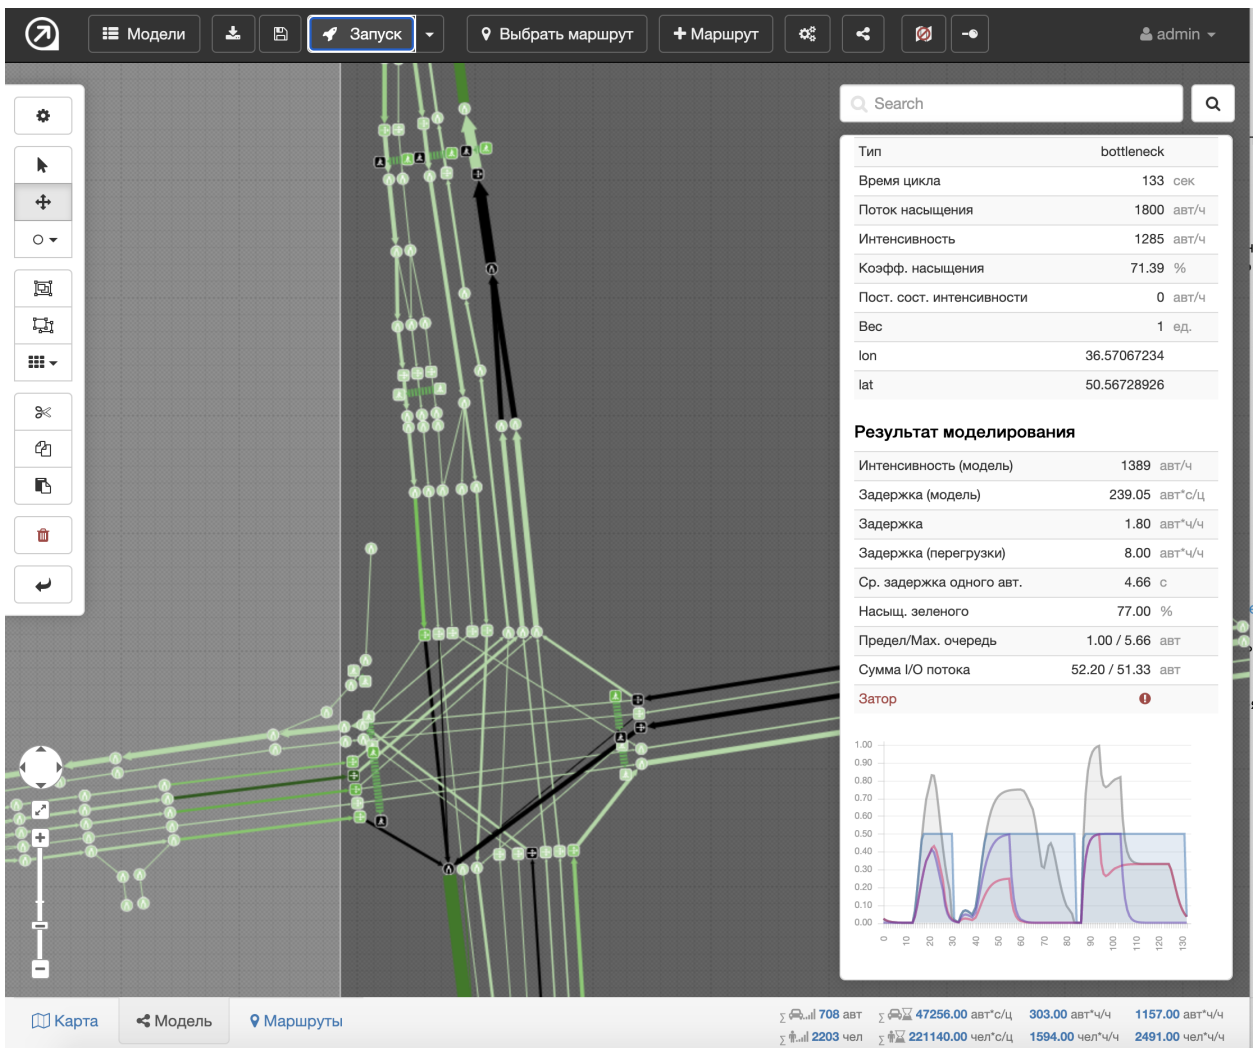 Модели Запуск Выбрать маршрут + Маршрут admin
Search
Тип bottleneck
Время цикла 133 сек
Поток насыщения 1800 авт/ч
Интенсивность 1285 авт/ч
Коэфф. насыщения 71.39 %
Пост. сост. интенсивности 0 авт/ч
Вес 1 ед.
lon 36.57067234
lat 50.56728926
Результат моделирования
Интенсивность (модель) 1389 авт/ч
Задержка (модель) 239.05 авт*с/ц
Задержка 1.80 авт*ч/ч
Задержка (перегрузки) 8.00 авт*ч/ч
Ср. задержка одного авт. 4.66 с
Насыщ. зеленого 77.00 %
Предел/Мах. очередь 1.00 / 5.66 авт
Сумма I/O потока 52.20 / 51.33 авт
Затор
1.00
0.90
0.80
0.70
0.60
0.50
0.40
0.30
0.20
0.10
0.00
0 10 20 30 40 50 60 70 80 90 100 110 120 130
Карта Модель Маршруты
∑ 708 авт ∑ 47256.00 авт*с/ц 303.00 авт*ч/ч 1157.00 авт*ч/ч
∑ 2203 чел ∑ 221140.00 чел*с/ц 1594.00 чел*ч/ч 2491.00 чел*ч/ч